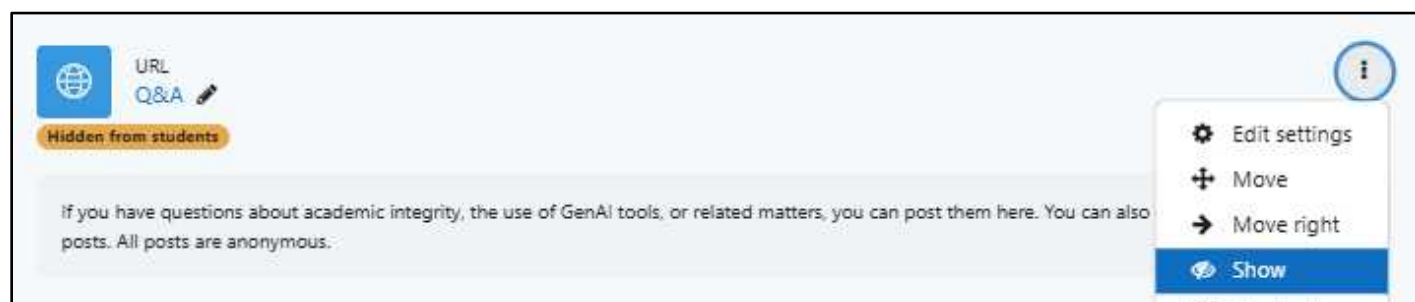 URL
Q&A
Hidden from students
If you have questions about academic integrity, the use of GenAI tools, or related matters, you can post them here. You can also
posts. All posts are anonymous.
Edit settings
Move
Move right
Show